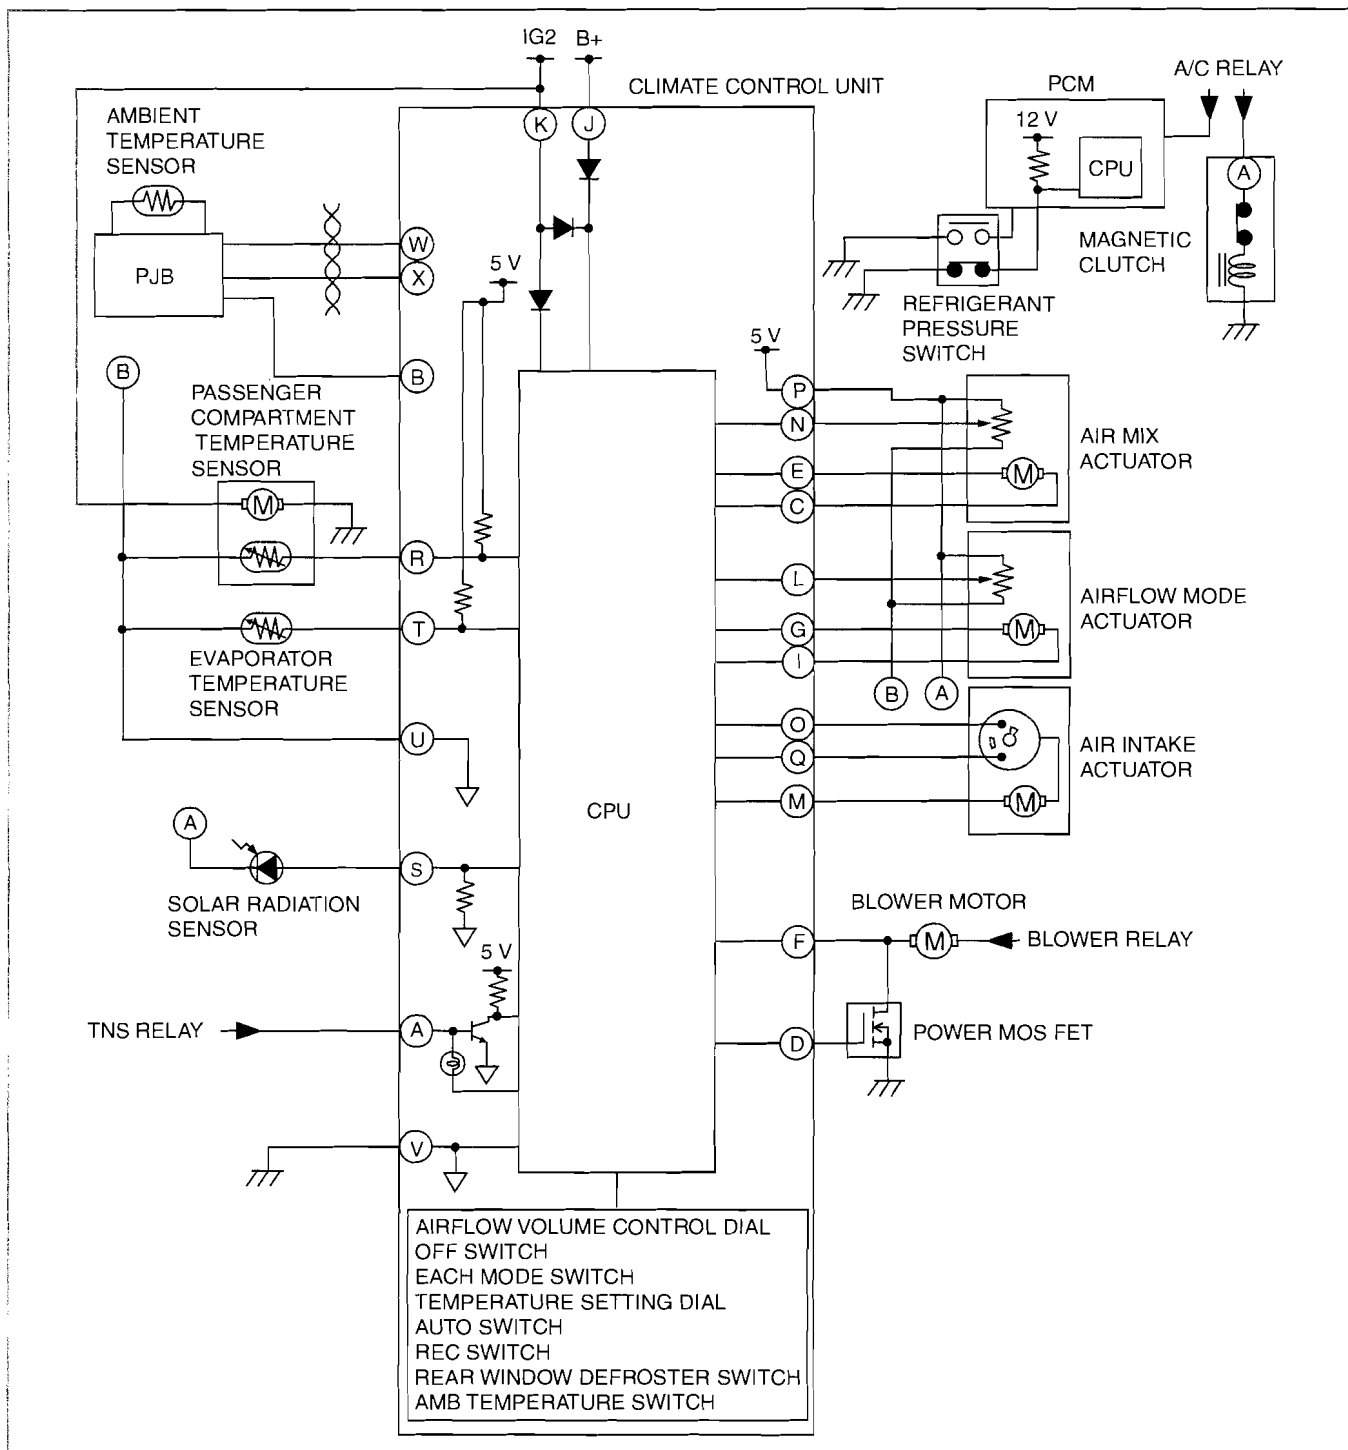 IG2 B+
CLIMATE CONTROL UNIT
PCM
A/C RELAY
AMBIENT
TEMPERATURE
SENSOR
K
J
12 V
CPU
A
PJB
W
X
5 V
MAGNETIC
CLUTCH
REFRIGERANT
PRESSURE
SWITCH
5 V
B
B
PASSENGER
COMPARTMENT
TEMPERATURE
SENSOR
M
P
N
E
C
M
AIR MIX
ACTUATOR
R
L
G
I
M
AIRFLOW MODE
ACTUATOR
T
EVAPORATOR
TEMPERATURE
SENSOR
B
A
U
O
Q
M
M
AIR INTAKE
ACTUATOR
CPU
A
S
SOLAR RADIATION
SENSOR
BLOWER MOTOR
F
M
BLOWER RELAY
5 V
TNS RELAY
A
D
POWER MOS FET
V
AIRFLOW VOLUME CONTROL DIAL
OFF SWITCH
EACH MODE SWITCH
TEMPERATURE SETTING DIAL
AUTO SWITCH
REC SWITCH
REAR WINDOW DEFROSTER SWITCH
AMB TEMPERATURE SWITCH